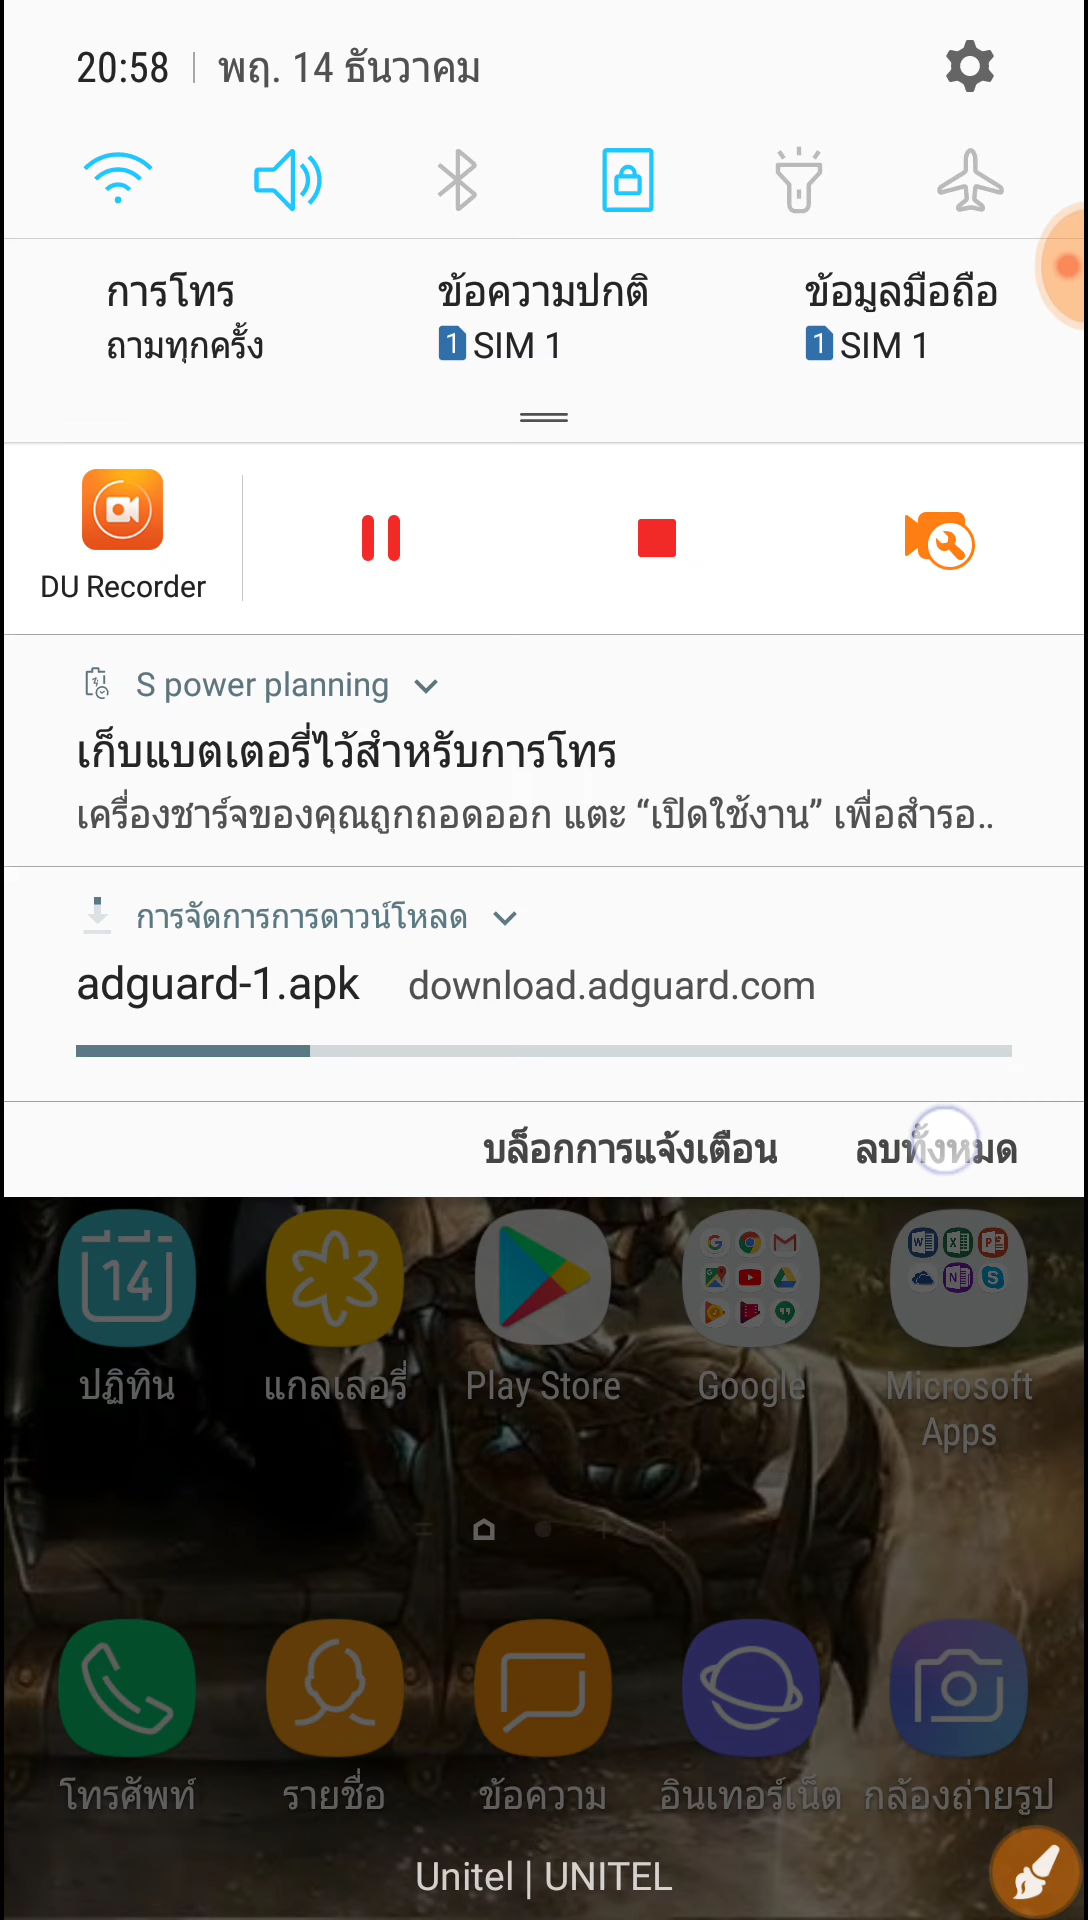 20:58 | พฤ. 14 ธันวาคม
การโทร ข้อความปกติ ข้อมูลมือถือ
ถามทุกครั้ง 1 SIM 1 1 SIM 1
DU Recorder
S power planning
เก็บแบตเตอรี่ไว้สำหรับการโทร
เครื่องชาร์จของคุณถูกถอดออก แตะ “เปิดใช้งาน” เพื่อสำรอ..
การจัดการการดาวน์โหลด
adguard-1.apk download.adguard.com
บล็อกการแจ้งเตือน ลบทั้งหมด
14
ปฏิทิน แกลเลอรี่ Play Store Google Microsoft Apps
โทรศัพท์ รายชื่อ ข้อความ อินเทอร์เน็ต กล้องถ่ายรูป
Unitel | UNITEL